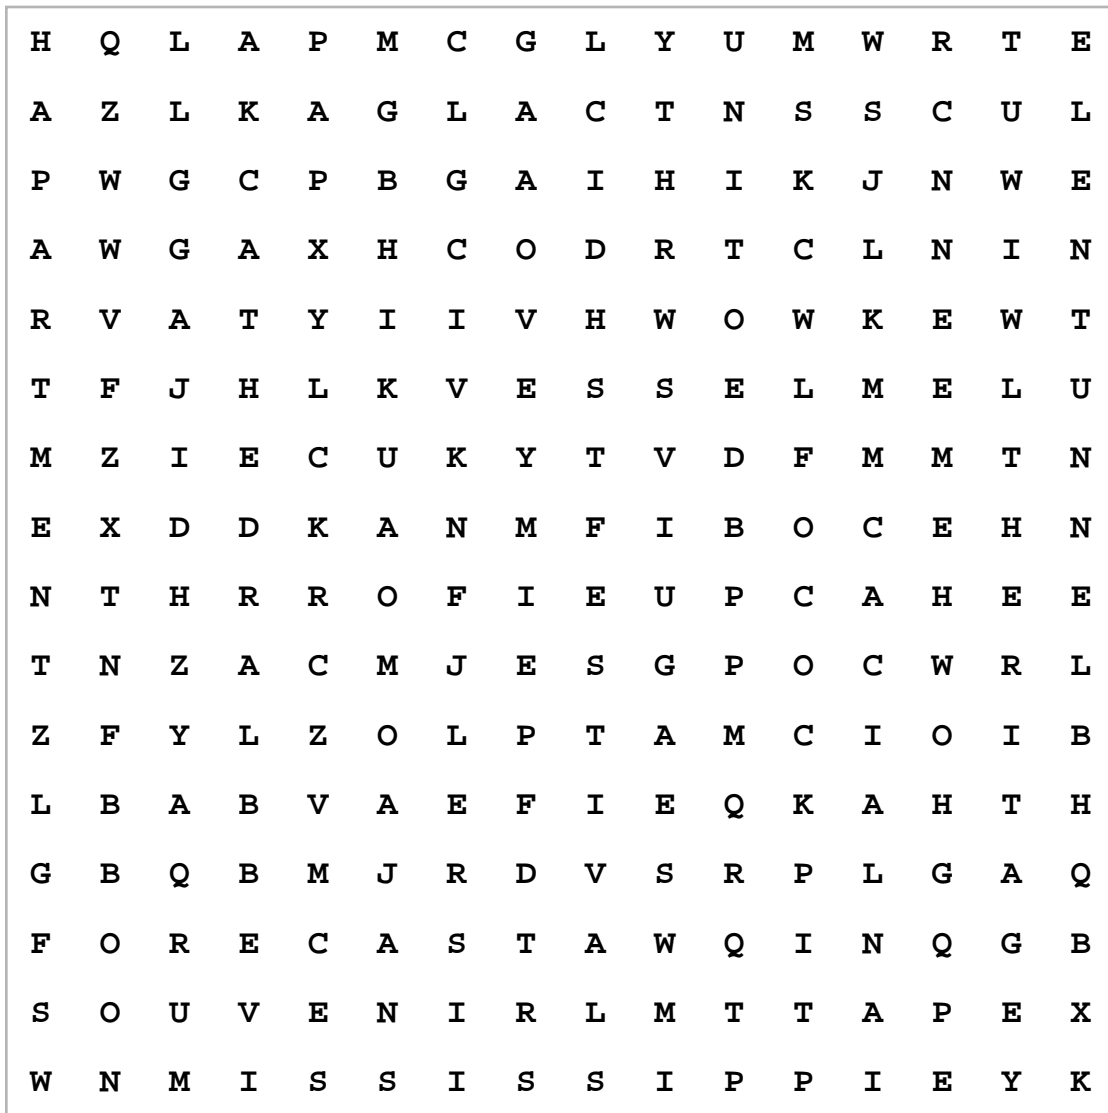 H Q L A P M C G L Y U M W R T E
A Z L K A G L A C T N S S C U L
P W G C P B G A I H I K J N W E
A W G A X H C O D R T C L N I N
R V A T Y I I V H W O W K E W T
T F J H L K V E S S E L M E L U
M Z I E C U K Y T V D F M M T N
E X D D K A N M F I B O C E H N
N T H R R O F I E U P C A H E E
T N Z A C M J E S G P O C W R L
Z F Y L Z O L P T A M C I O I B
L B A B V A E F I E Q K A H T H
G B Q B M J R D V S R P L G A Q
F O R E C A S T A W Q I N Q G B
S O U V E N I R L M T T A P E X
W N M I S S I S S I P P I E Y K